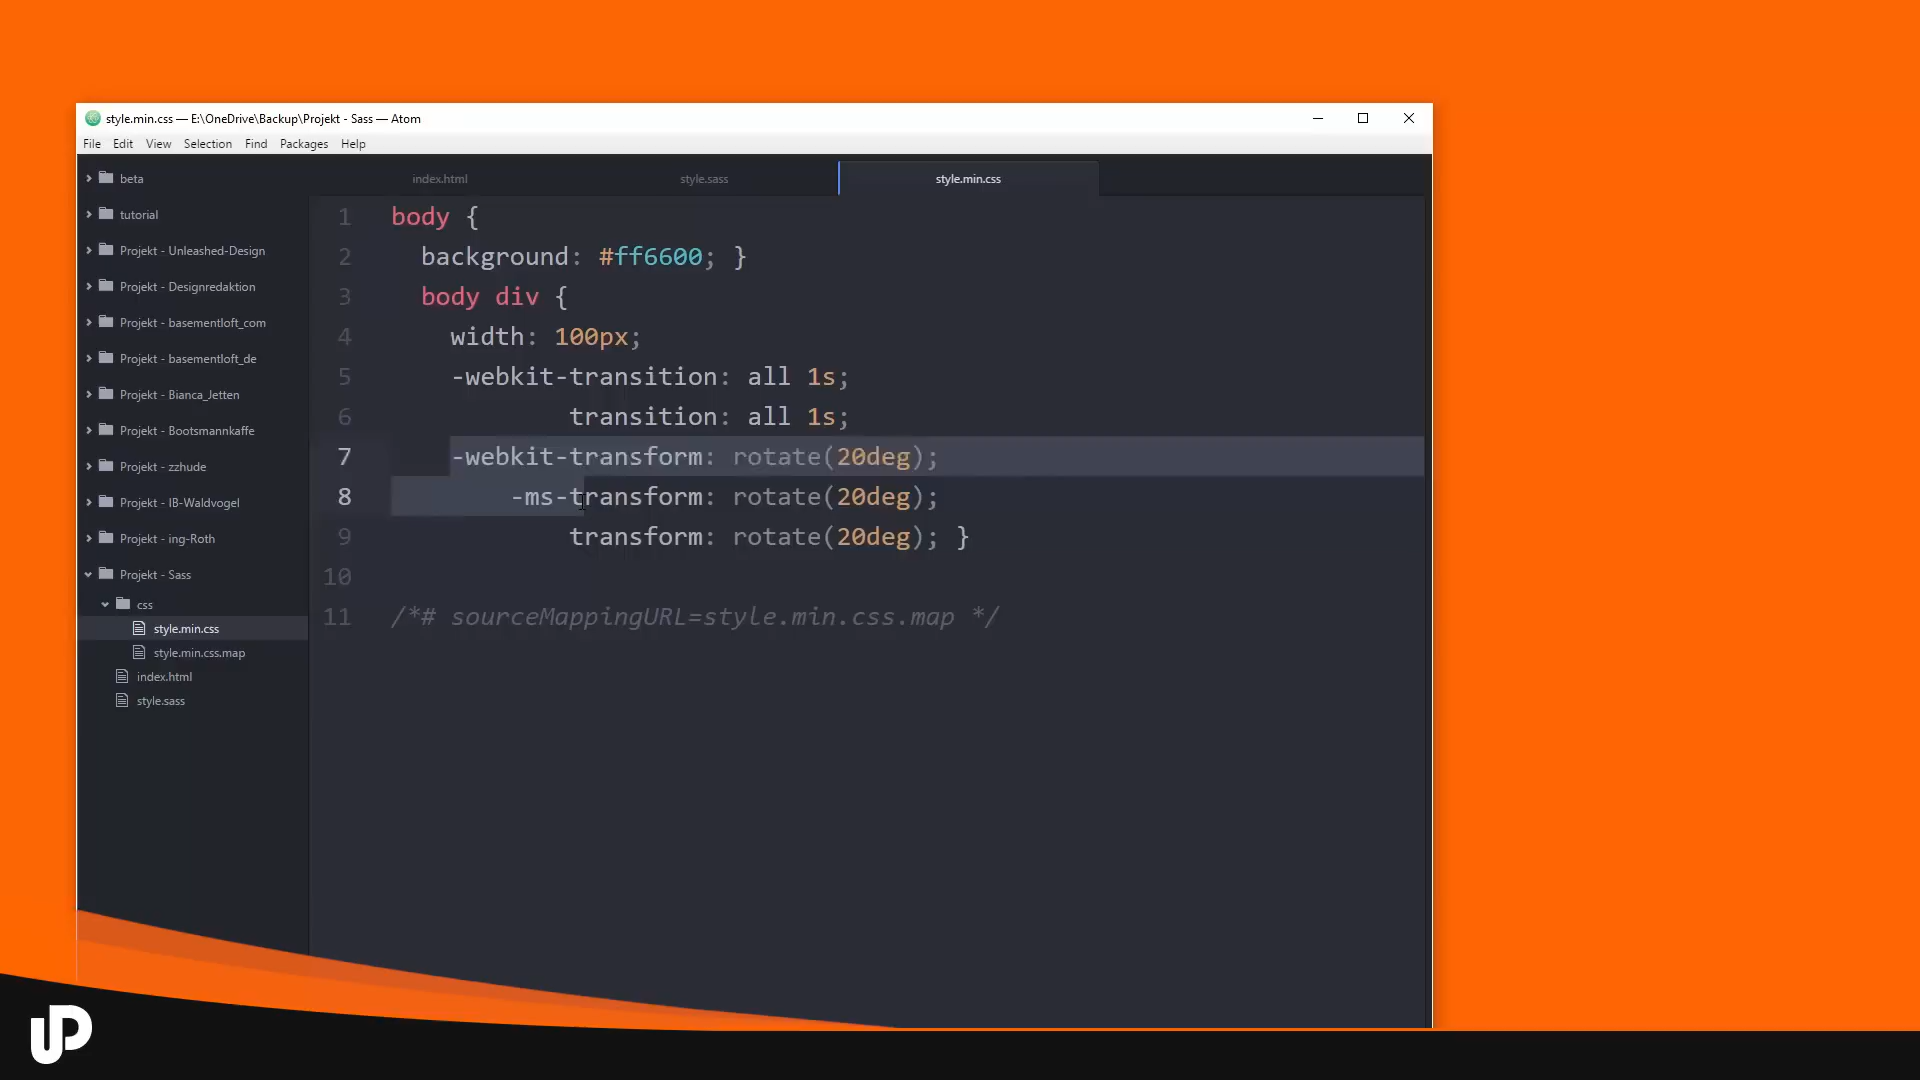 style.min.css — E:\OneDrive\Backup\Projekt - Sass — Atom
File Edit View Selection Find Packages Help
beta
tutorial
Projekt - Unleashed-Design
Projekt - Designredaktion
Projekt - basementloft_com
Projekt - basementloft_de
Projekt - Bianca_Jetten
Projekt - Bootsmannkaffe
Projekt - zzhude
Projekt - IB-Waldvogel
Projekt - ing-Roth
Projekt - Sass
css
style.min.css
style.min.css.map
index.html
style.sass
index.html style.sass style.min.css
1 body {
2 background: #ff6600; }
3 body div {
4 width: 100px;
5 -webkit-transition: all 1s;
6 transition: all 1s;
7 -webkit-transform: rotate(20deg);
8 -ms-transform: rotate(20deg);
9 transform: rotate(20deg); }
10
11 /*# sourceMappingURL=style.min.css.map */
UP